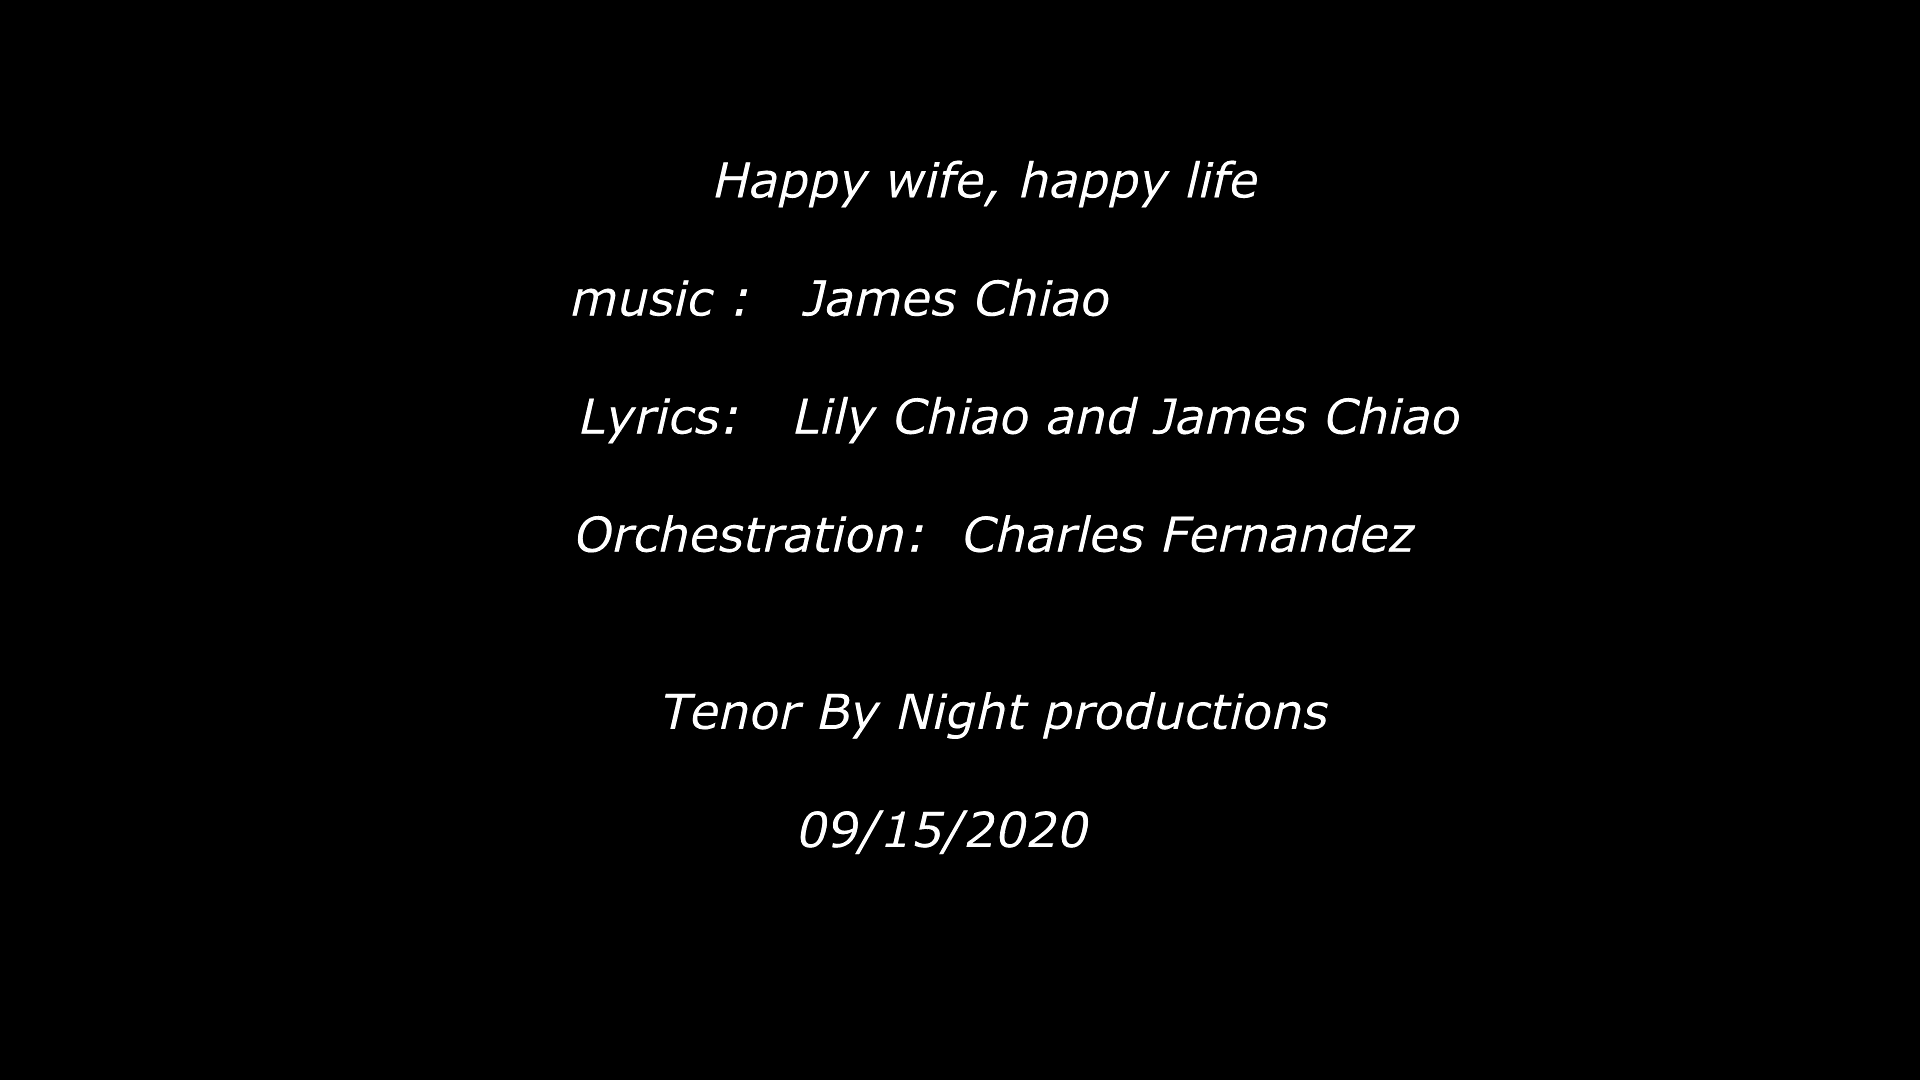 Happy wife, happy life
music : James Chiao
Lyrics: Lily Chiao and James Chiao
Orchestration: Charles Fernandez
Tenor By Night productions
09/15/2020